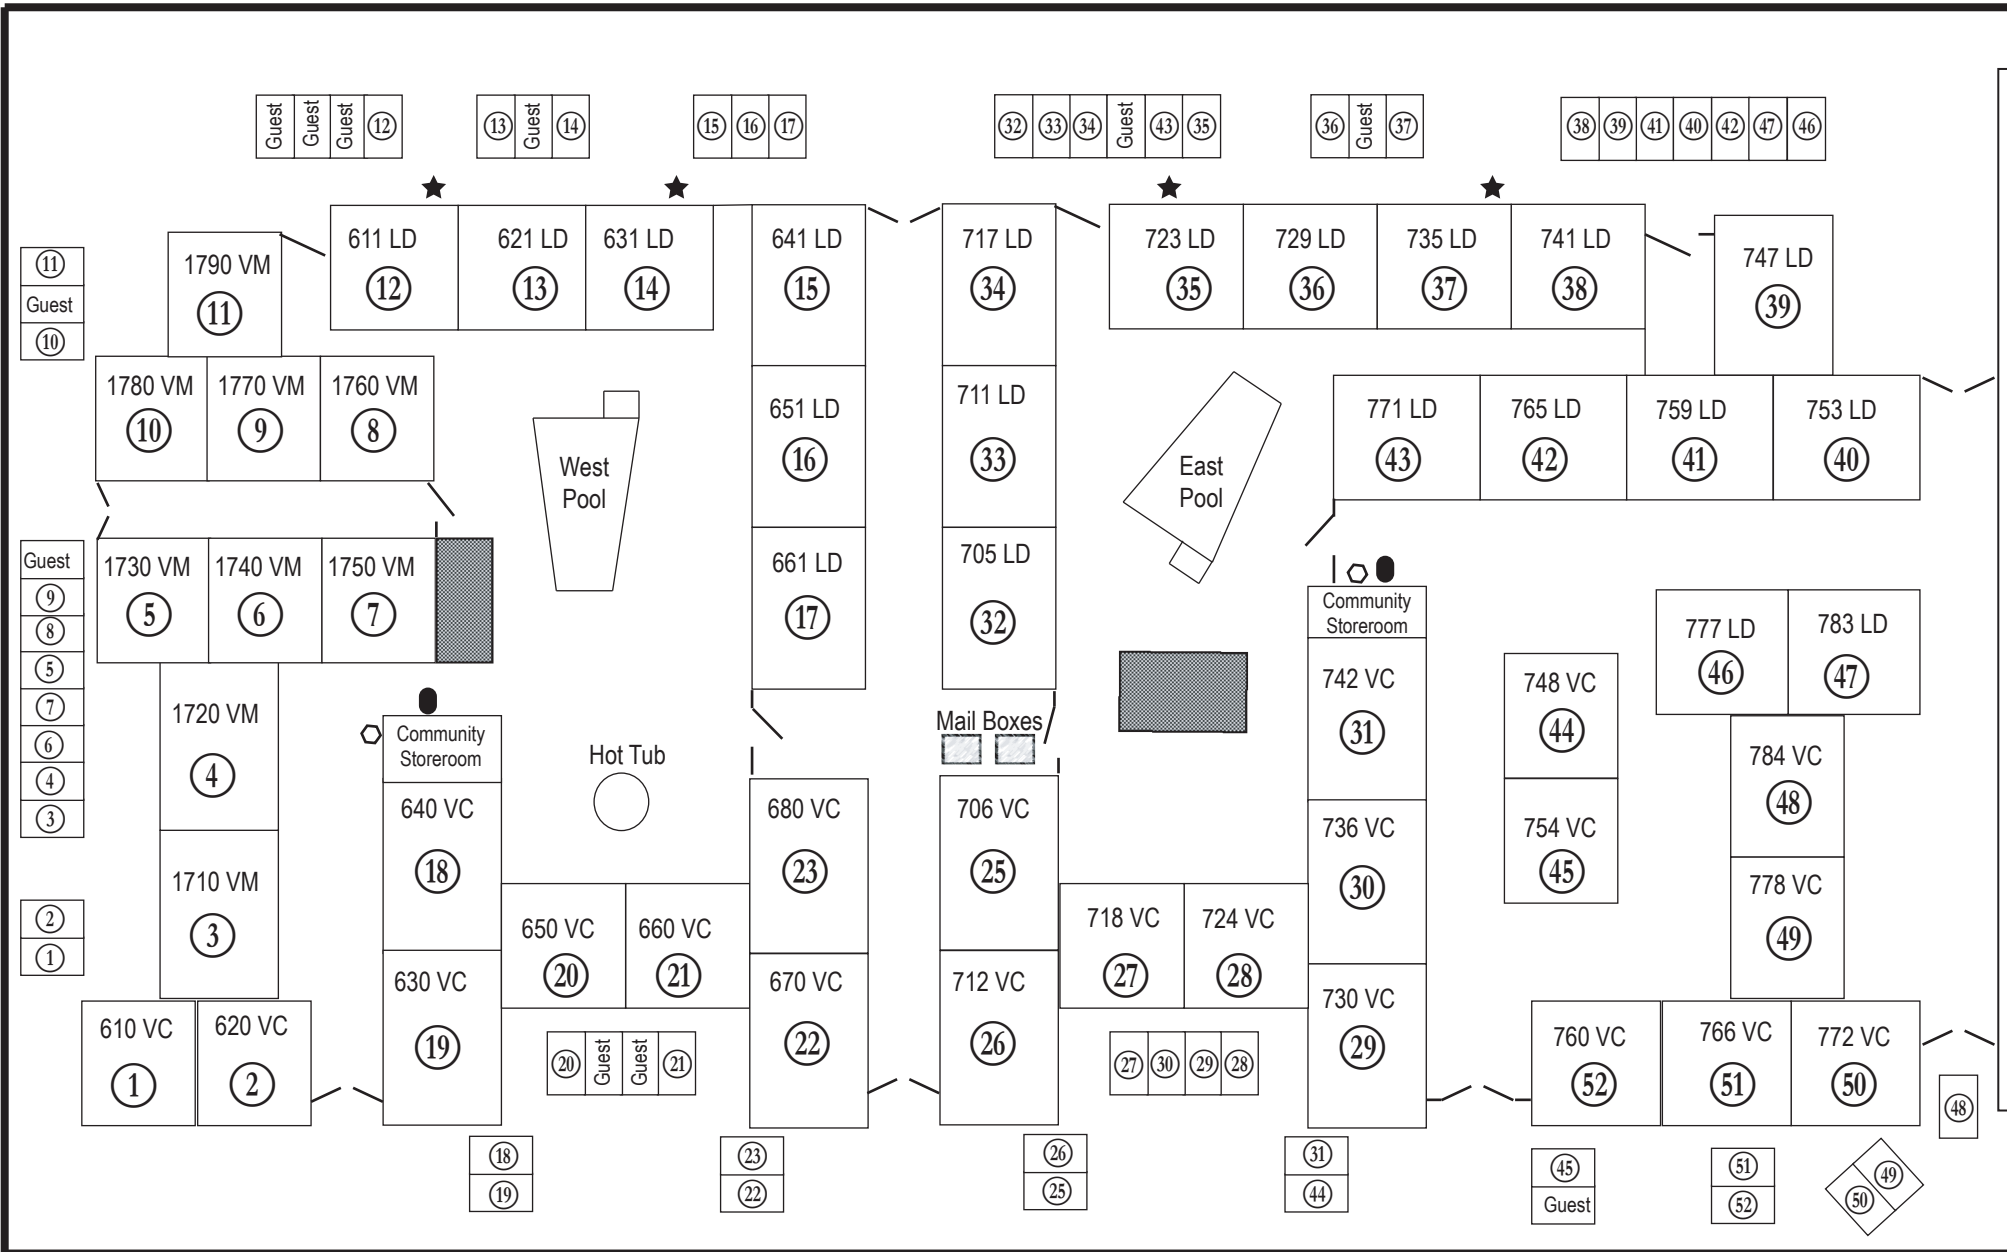 Guest
Guest
Guest
12
13
Guest
14
15
16
17
32
33
34
Guest
43
35
36
Guest
37
38
39
41
40
42
47
46
11
Guest
10
1790 VM
11
611 LD
12
621 LD
13
631 LD
14
641 LD
15
717 LD
34
723 LD
35
729 LD
36
735 LD
37
741 LD
38
747 LD
39
1780 VM
10
1770 VM
9
1760 VM
8
West
Pool
651 LD
16
711 LD
33
East
Pool
771 LD
43
765 LD
42
759 LD
41
753 LD
40
Guest
9
8
5
7
6
4
3
1730 VM
5
1740 VM
6
1750 VM
7
661 LD
17
705 LD
32
Community
Storeroom
742 VC
31
748 VC
44
777 LD
46
783 LD
47
1720 VM
4
Community
Storeroom
Hot Tub
Mail Boxes
640 VC
18
680 VC
23
706 VC
25
736 VC
30
754 VC
45
784 VC
48
2
1
1710 VM
3
650 VC
20
660 VC
21
718 VC
27
724 VC
28
778 VC
49
610 VC
1
620 VC
2
630 VC
19
670 VC
22
712 VC
26
730 VC
29
760 VC
52
766 VC
51
772 VC
50
20
Guest
Guest
21
27
30
29
28
48
18
19
23
22
26
25
31
44
45
Guest
51
52
49
50